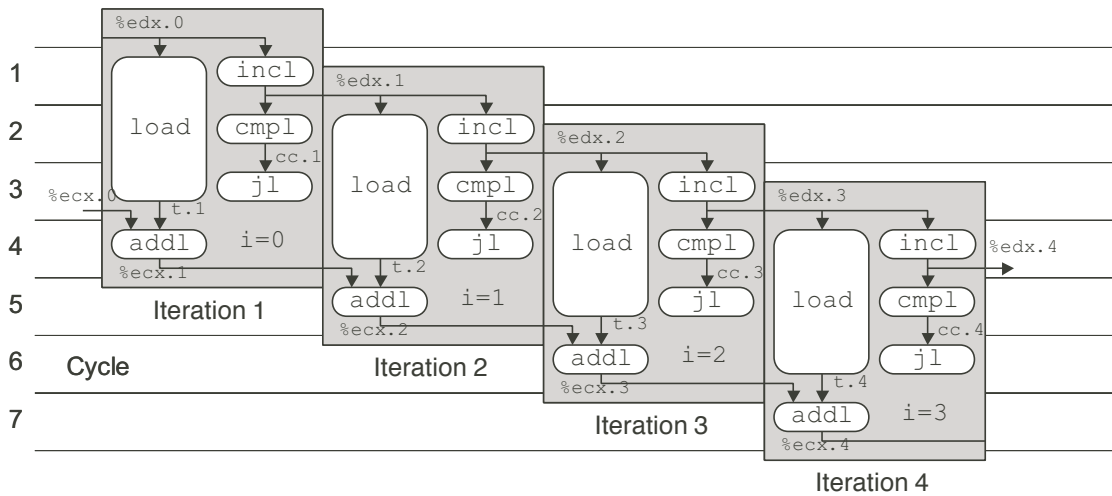 %edx.0
1
incl
%edx.1
load
2
cmpl
incl
%edx.2
cc.1
load
3
jl
cmpl
incl
%edx.3
%ecx.0
t.1
cc.2
load
4
addl
i=0
jl
cmpl
incl
%edx.4
%ecx.1
t.2
cc.3
load
5
addl
i=1
jl
cmpl
Iteration 1
%ecx.2
t.3
cc.4
6
Cycle
Iteration 2
addl
i=2
jl
%ecx.3
t.4
7
Iteration 3
addl
i=3
%ecx.4
Iteration 4